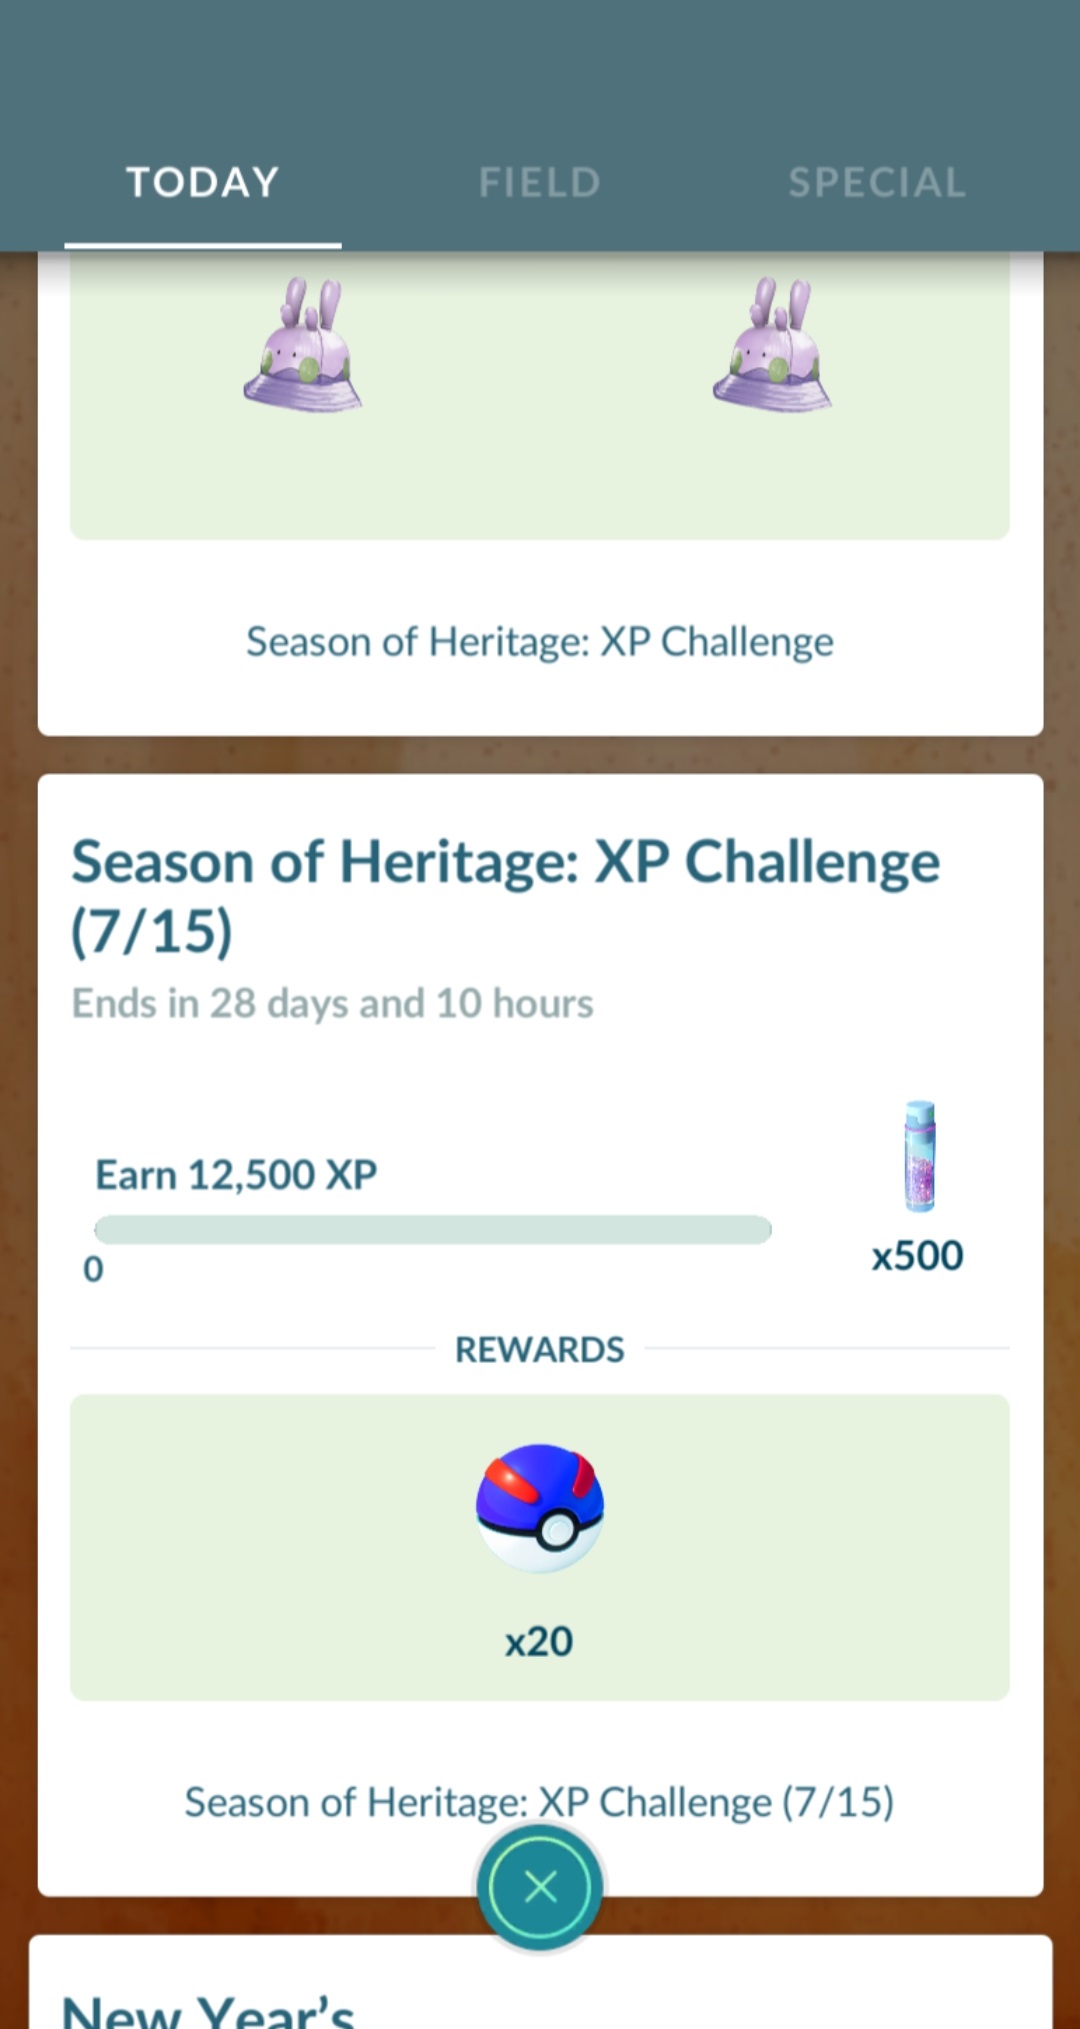 TODAY FIELD SPECIAL
Season of Heritage: XP Challenge
Season of Heritage: XP Challenge
(7/15)
Ends in 28 days and 10 hours
Earn 12,500 XP
0
x500
REWARDS
x20
Season of Heritage: XP Challenge (7/15)
New Year's